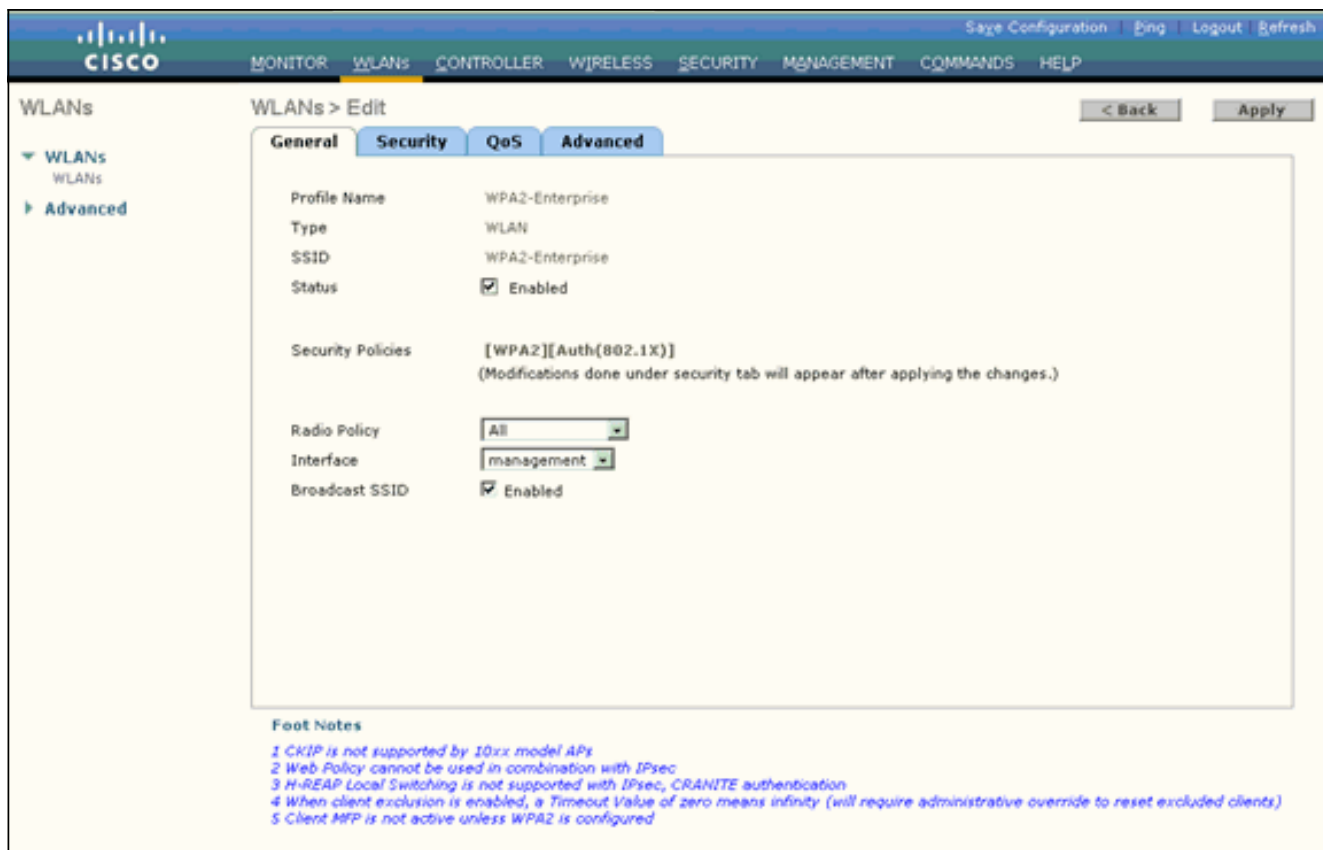 Save Configuration | Ping | Logout | Refresh
CISCO
MONITOR WLANs CONTROLLER WIRELESS SECURITY MANAGEMENT COMMANDS HELP
WLANs
WLANs > Edit
< Back
Apply
General Security QoS Advanced
WLANs
WLANs
Advanced
Profile Name WPA2-Enterprise
Type WLAN
SSID WPA2-Enterprise
Status Enabled
Security Policies [WPA2][Auth(802.1X)]
(Modifications done under security tab will appear after applying the changes.)
Radio Policy All
Interface management
Broadcast SSID Enabled
Foot Notes
1 CKIP is not supported by 10xx model APs
2 Web Policy cannot be used in combination with IPsec
3 H-REAP Local Switching is not supported with IPsec, CRANITE authentication
4 When client exclusion is enabled, a Timeout Value of zero means infinity (will require administrative override to reset excluded clients)
5 Client MFP is not active unless WPA2 is configured